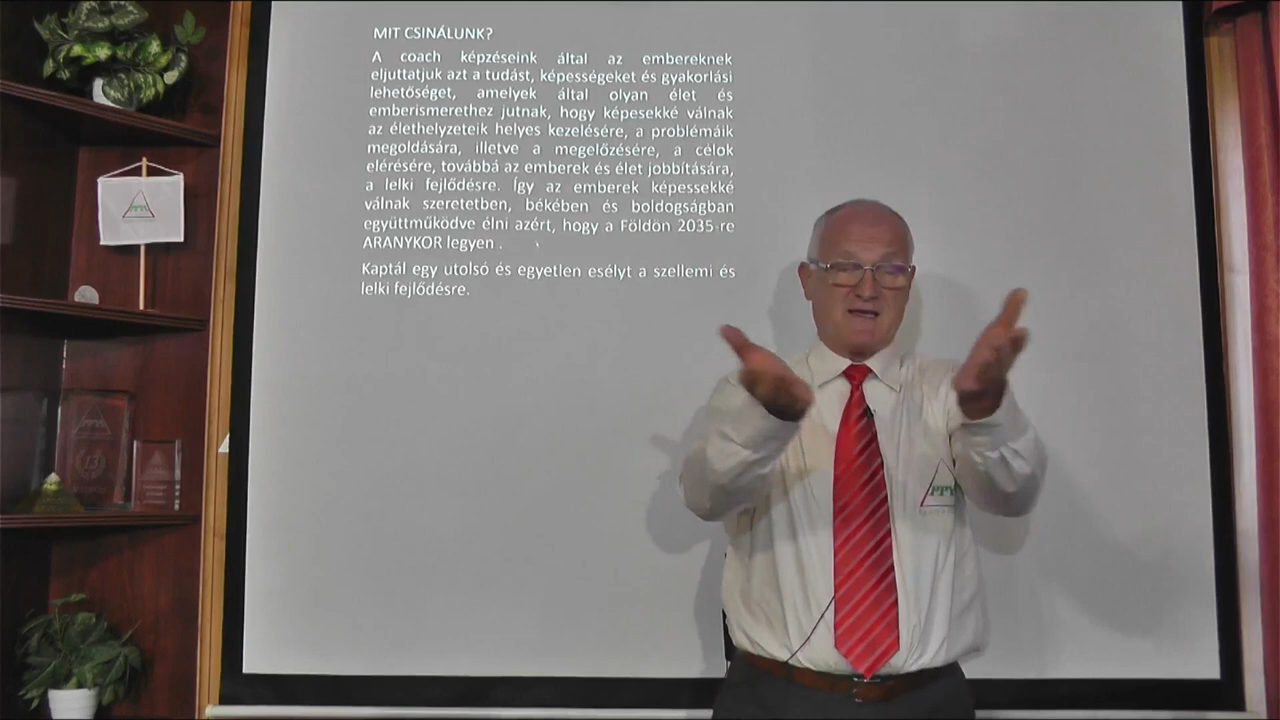 MIT CSINÁLUNK?
A coach képzéseink által az embereknek
eljuttatjuk azt a tudást, képességeket és gyakorlási
lehetőséget, amelyek által olyan élet és
emberismerethez jutnak, hogy képesekké válnak
az élethelyzeteik helyes kezelésére, a problémáik
megoldására, illetve a megelőzésére, a célok
elérésére, továbbá az emberek és élet jobbítására,
a lelki fejlődésre. Így az emberek képessekké
válnak szeretetben, békében és boldogságban
együttműködve élni azért, hogy a Földön 2035-re
ARANYKOR legyen .
Kaptál egy utolsó és egyetlen esélyt a szellemi és
lelki fejlődésre.
13